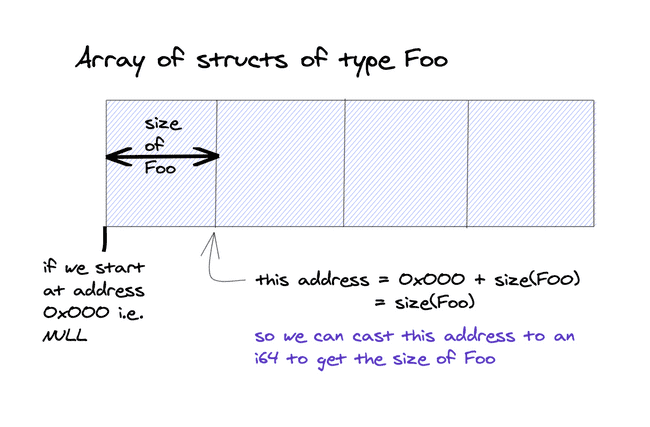 Array of structs of type Foo
size
of
Foo
if we start
at address
0x000 i.e.
NULL
this address = 0x000 + size(Foo)
= size(Foo)
so we can cast this address to an
i64 to get the size of Foo